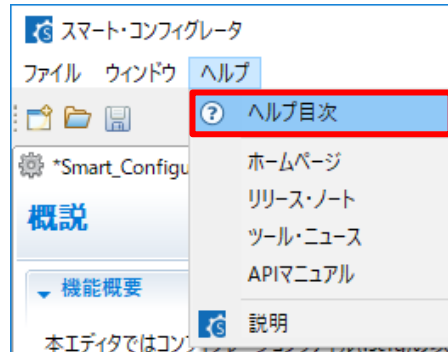 スマート・コンフィグレータ
ファイル ウィンドウ ヘルプ
ヘルプ目次
*Smart_Configu
ホームページ
リリース・ノート
概説
ツール・ニュース
APIマニュアル
機能概要
説明
本エディタではコン